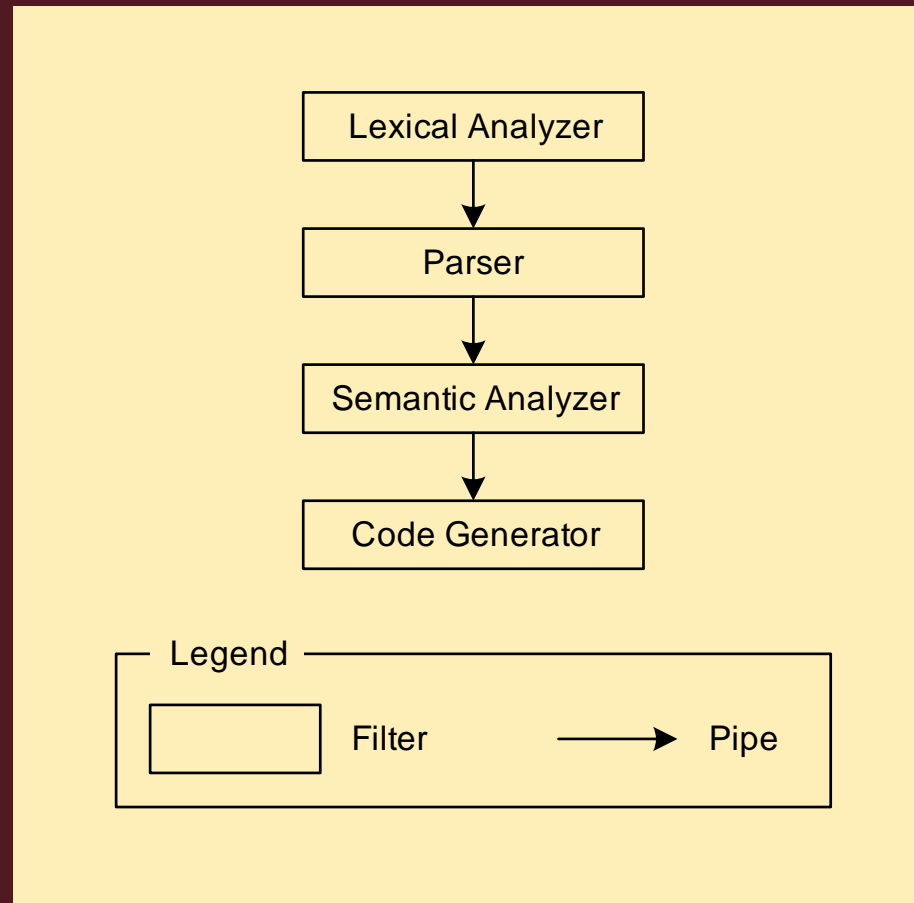 Lexical Analyzer
Parser
Semantic Analyzer
Code Generator
Legend
Filter
Pipe